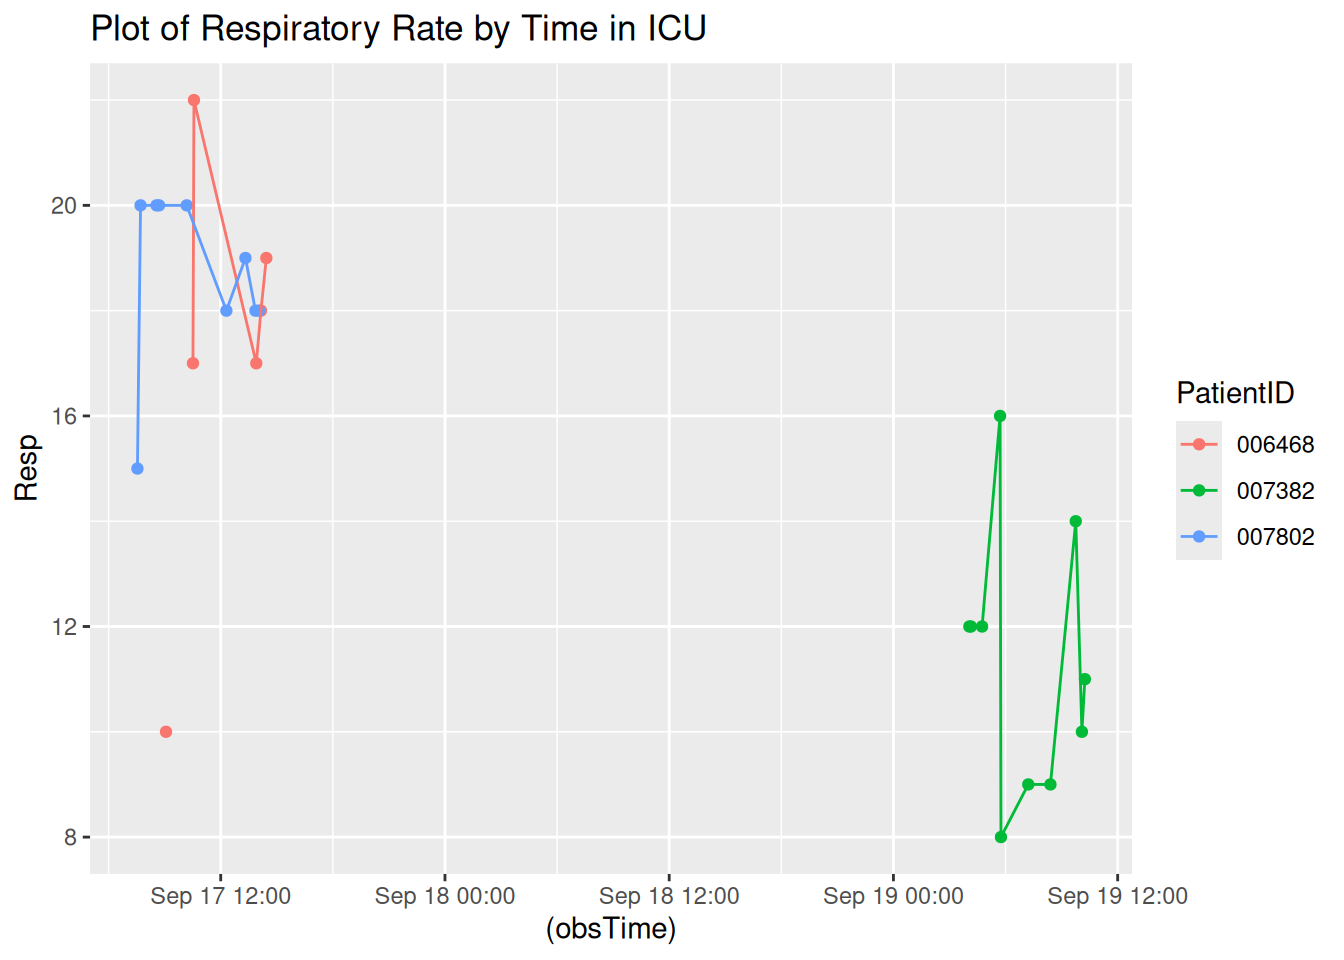 Plot of Respiratory Rate by Time in ICU
20
16
12
8
Resp
Sep 17 12:00
Sep 18 00:00
Sep 18 12:00
Sep 19 00:00
Sep 19 12:00
(obsTime)
PatientID
006468
007382
007802